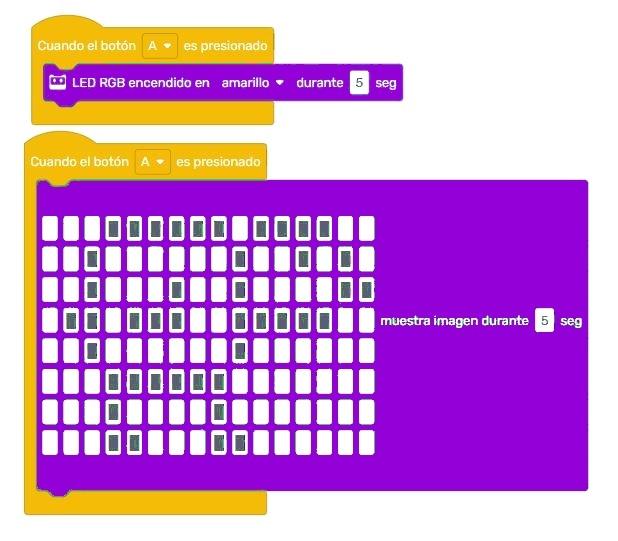 Cuando el botón A es presionado
LED RGB encendido en amarillo durante 5 seg
Cuando el botón A es presionado
muestra imagen durante 5 seg